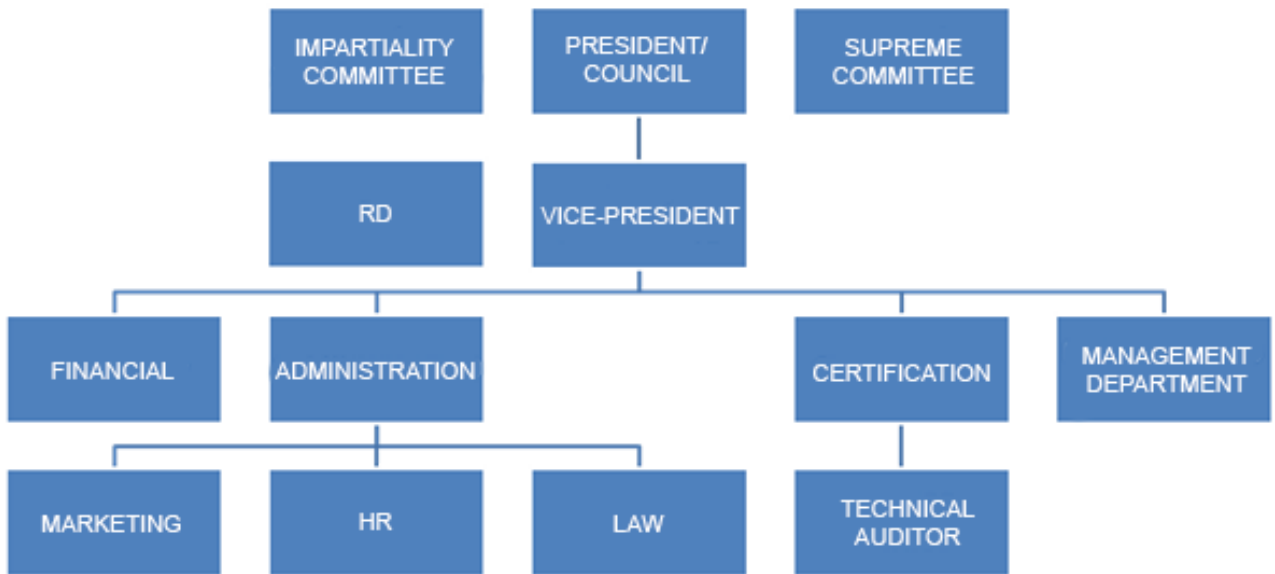 IMPARTIALITY
COMMITTEE
PRESIDENT/
COUNCIL
SUPREME
COMMITTEE
RD
VICE-PRESIDENT
FINANCIAL
ADMINISTRATION
CERTIFICATION
MANAGEMENT
DEPARTMENT
MARKETING
HR
LAW
TECHNICAL
AUDITOR